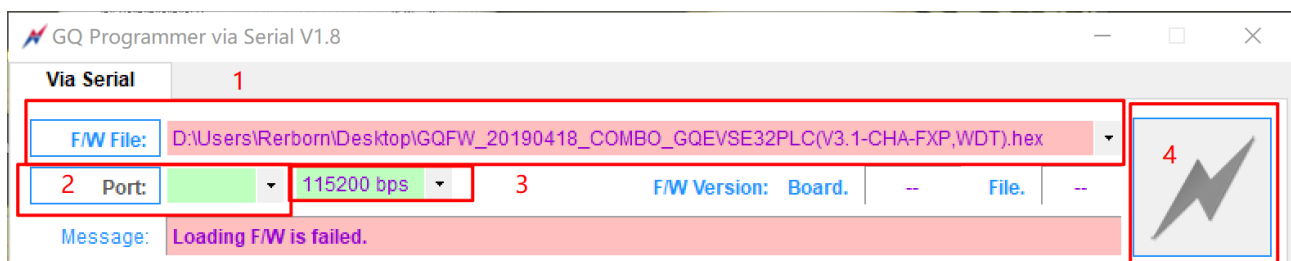 GQ Programmer via Serial V1.8
Via Serial 1
F/W File: D:\Users\Rerborn\Desktop\GQFW_20190418_COMBO_GQEVSE32PLC(V3.1-CHA-FXP,WDT).hex
2 Port: 115200 bps 3 F/W Version: Board. -- File. --
4
Message: Loading F/W is failed.